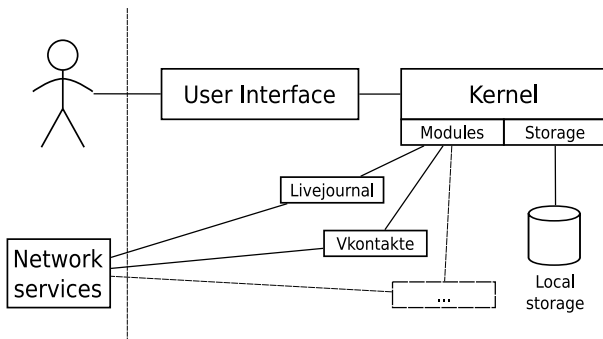 User Interface
Kernel
Modules
Storage
Livejournal
Vkontakte
Network
services
...
Local
storage